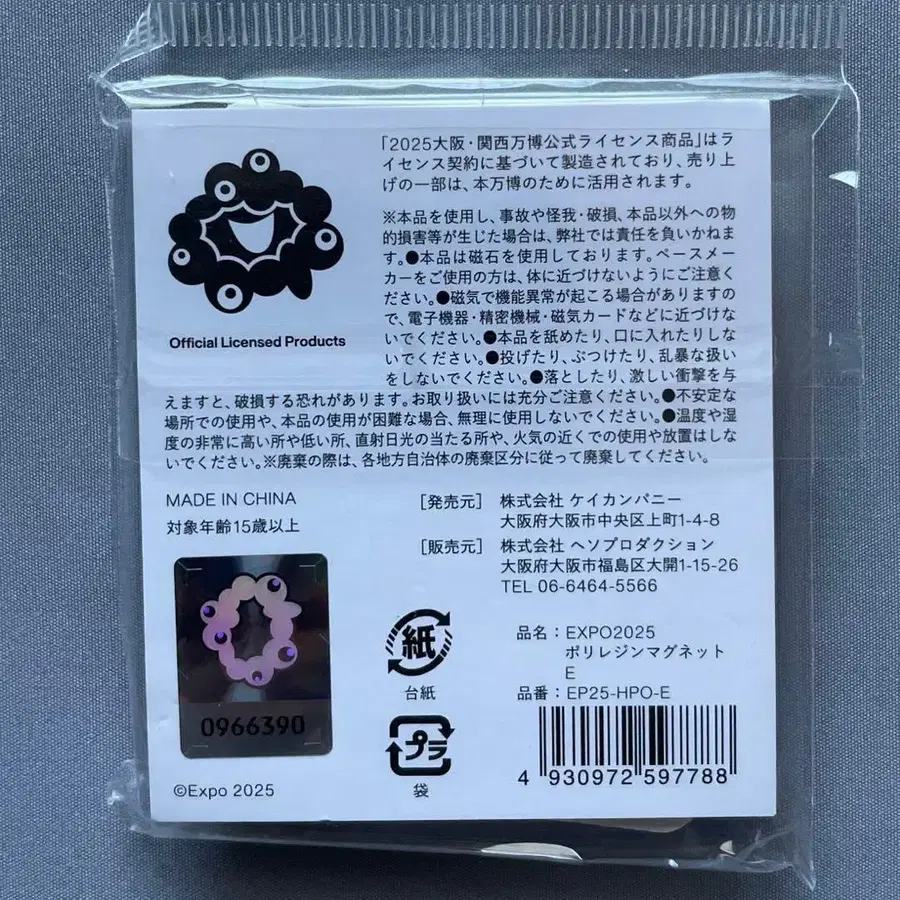 「2025大阪・関西万博公式ライセンス商品」はラ
イセンス契約に基づいて製造されており、売り上
げの一部は、本万博のために活用されます。
※本品を使用し、事故や怪我・破損、本品以外への物
的損害等が生じた場合は、弊社では責任を負いかねま
す。●本品は磁石を使用しております。ペースメー
カーをご使用の方は、体に近づけないようにご注意く
ださい。●磁気で機能異常が起こる場合がありますの
で、電子機器・精密機械・磁気カードなどに近づけな
いでください。●本品を舐めたり、口に入れたりしな
いでください。●投げたり、ぶつけたり、乱暴な扱い
をしないでください。●落としたり、激しい衝撃を与
えますと、破損する恐れがあります。お取り扱いには充分ご注意ください。●不安定な
場所での使用や、本品の使用が困難な場合、無理に使用しないでください。●温度や湿
度の非常に高い所や低い所、直射日光の当たる所や、火気の近くでの使用や放置はしな
いでください。※廃棄の際は、各地方自治体の廃棄区分に従って廃棄してください。
Official Licensed Products
MADE IN CHINA
対象年齢15歳以上
[発売元] 株式会社 ケイカンパニー
大阪府大阪市中央区上町1-4-8
[販売元] 株式会社 ヘソプロダクション
大阪府大阪市福島区大開1-15-26
TEL 06-6464-5566
0966390
©Expo 2025
紙
台紙
プラ
袋
品名：EXPO2025
ポリレジンマグネット
E
品番：EP25-HPO-E
4 930972 597788